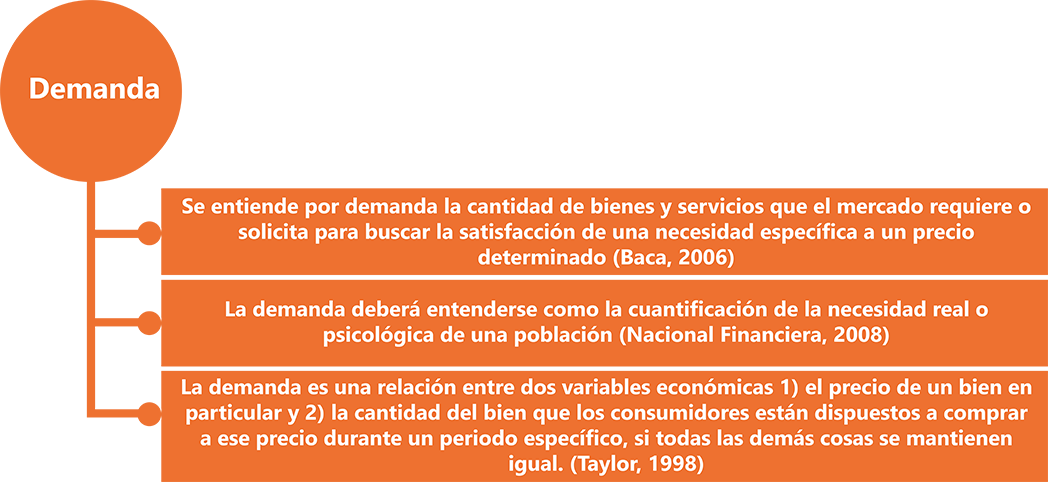 Demanda
Se entiende por demanda la cantidad de bienes y servicios que el mercado requiere o
solicita para buscar la satisfacción de una necesidad específica a un precio
determinado (Baca, 2006)
La demanda deberá entenderse como la cuantificación de la necesidad real o
psicológica de una población (Nacional Financiera, 2008)
La demanda es una relación entre dos variables económicas 1) el precio de un bien en
particular y 2) la cantidad del bien que los consumidores están dispuestos a comprar
a ese precio durante un periodo específico, si todas las demás cosas se mantienen
igual. (Taylor, 1998)